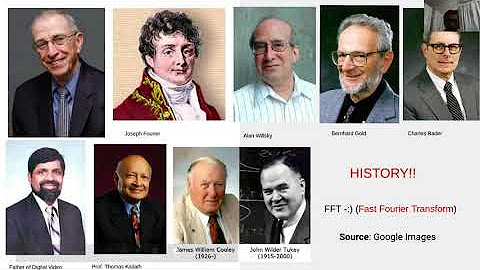 Joseph Fourier
Alan Willsky
Bernhard Gold
Charles Rader
HISTORY!!
FFT -:) (Fast Fourier Transform)
Source: Google Images
James William Cooley
(1926-)
John Wilder Tukey
(1915-2000)
Father of Digital Video
Prof. Thomas Kailath